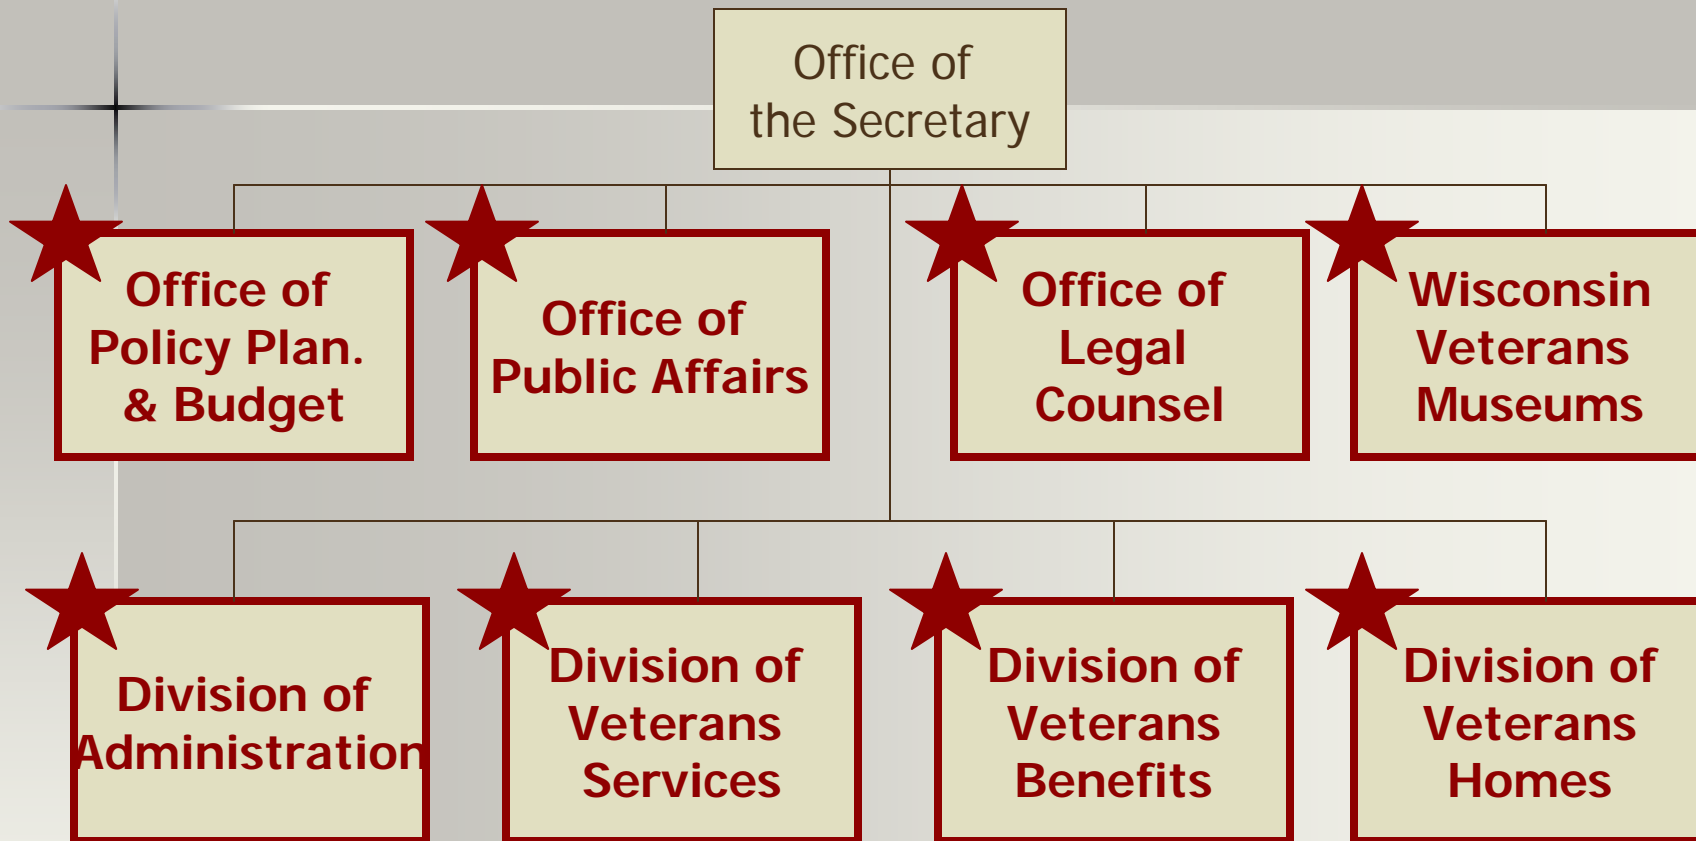 Office of
the Secretary
Office of
Policy Plan.
& Budget
Office of
Public Affairs
Office of
Legal
Counsel
Wisconsin
Veterans
Museums
Division of
Administration
Division of
Veterans
Services
Division of
Veterans
Benefits
Division of
Veterans
Homes